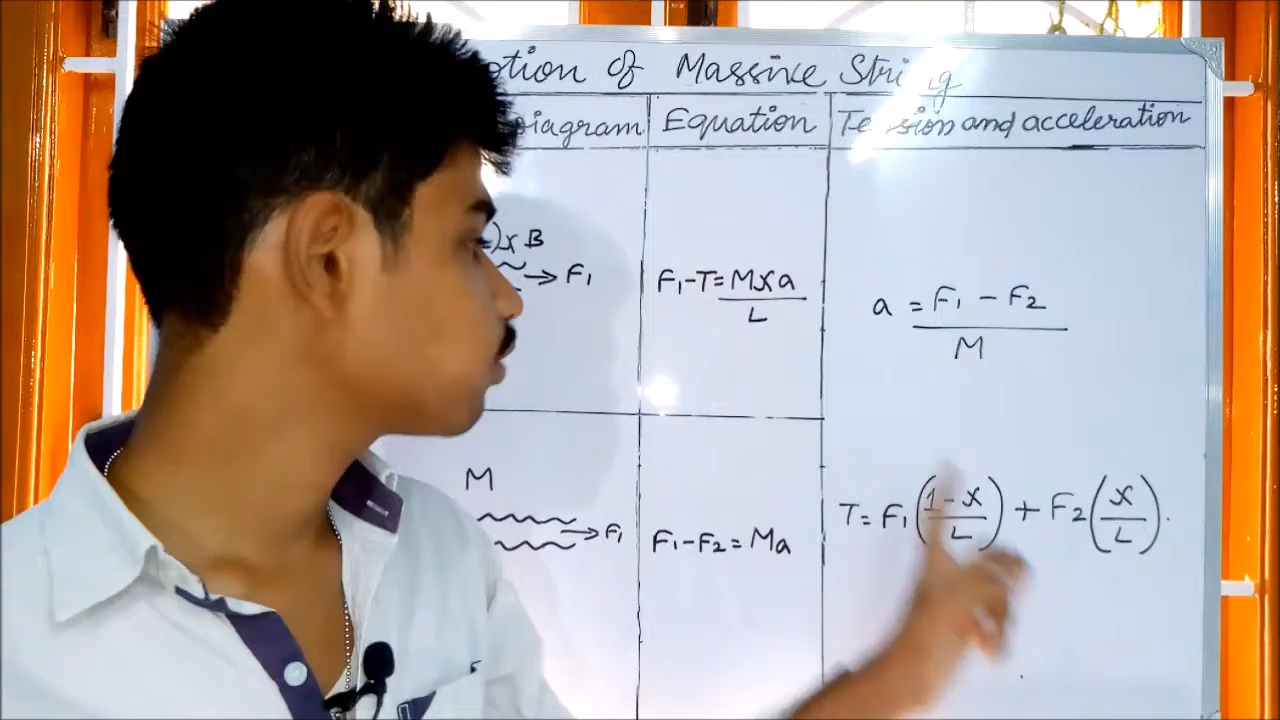 otion of Massive String
Diagram Equation Tension and acceleration
)x B
→ F₁
F₁-T = Mxa
L
a = F₁ - F₂
M
M
→ F₁
F₁-F₂ = Ma
T = F₁(1-x/L) + F₂(x/L).